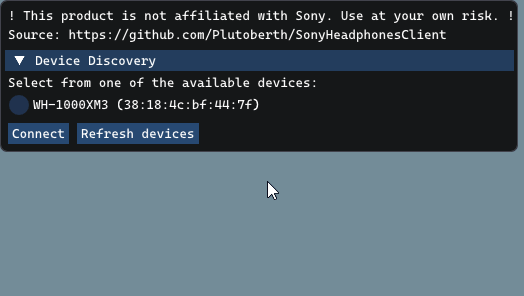 ! This product is not affiliated with Sony. Use at your own risk. !
Source: https://github.com/Plutoberth/SonyHeadphonesClient
Device Discovery
Select from one of the available devices:
WH-1000XM3 (38:18:4c:bf:44:7f)
Connect Refresh devices